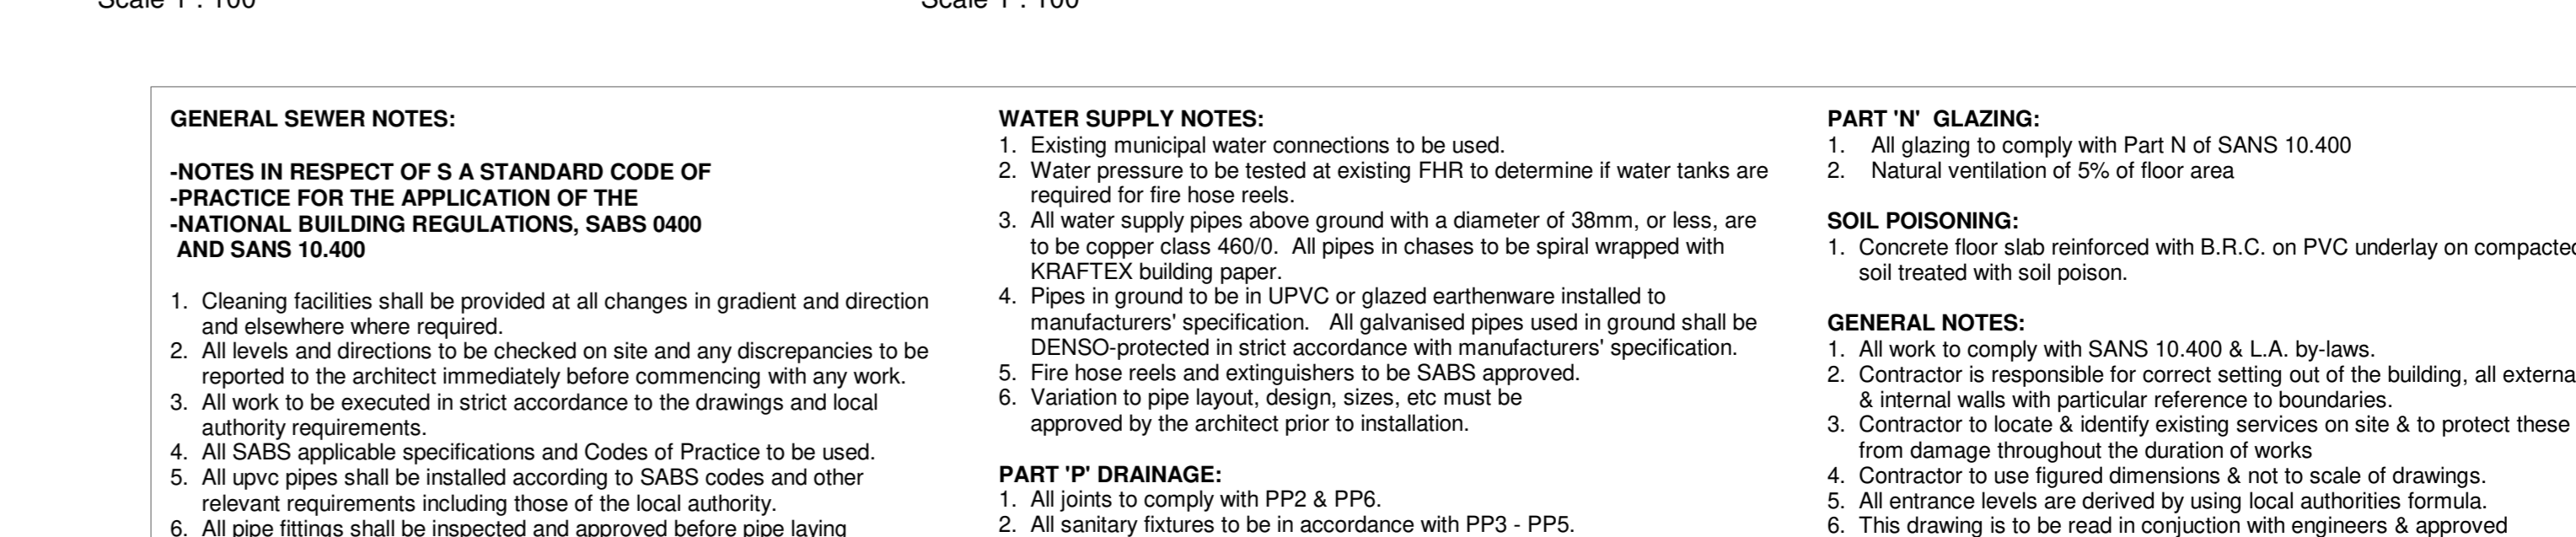 Scale 1 : 100
Scale 1 : 100
GENERAL SEWER NOTES:
-NOTES IN RESPECT OF S A STANDARD CODE OF
-PRACTICE FOR THE APPLICATION OF THE
-NATIONAL BUILDING REGULATIONS, SABS 0400
AND SANS 10.400
1. Cleaning facilities shall be provided at all changes in gradient and direction
and elsewhere where required.
2. All levels and directions to be checked on site and any discrepancies to be
reported to the architect immediately before commencing with any work.
3. All work to be executed in strict accordance to the drawings and local
authority requirements.
4. All SABS applicable specifications and Codes of Practice to be used.
5. All upvc pipes shall be installed according to SABS codes and other
relevant requirements including those of the local authority.
6. All pipe fittings shall be inspected and approved before pipe laying
WATER SUPPLY NOTES:
1. Existing municipal water connections to be used.
2. Water pressure to be tested at existing FHR to determine if water tanks are
required for fire hose reels.
3. All water supply pipes above ground with a diameter of 38mm, or less, are
to be copper class 460/0. All pipes in chases to be spiral wrapped with
KRAFTEX building paper.
4. Pipes in ground to be in UPVC or glazed earthenware installed to
manufacturers' specification. All galvanised pipes used in ground shall be
DENSO-protected in strict accordance with manufacturers' specification.
5. Fire hose reels and extinguishers to be SABS approved.
6. Variation to pipe layout, design, sizes, etc must be
approved by the architect prior to installation.
PART 'P' DRAINAGE:
1. All joints to comply with PP2 & PP6.
2. All sanitary fixtures to be in accordance with PP3 - PP5.
PART 'N' GLAZING:
1. All glazing to comply with Part N of SANS 10.400
2. Natural ventilation of 5% of floor area
SOIL POISONING:
1. Concrete floor slab reinforced with B.R.C. on PVC underlay on compacted
soil treated with soil poison.
GENERAL NOTES:
1. All work to comply with SANS 10.400 & L.A. by-laws.
2. Contractor is responsible for correct setting out of the building, all externa
& internal walls with particular reference to boundaries.
3. Contractor to locate & identify existing services on site & to protect these
from damage throughout the duration of works
4. Contractor to use figured dimensions & not to scale of drawings.
5. All entrance levels are derived by using local authorities formula.
6. This drawing is to be read in conjuction with engineers & approved